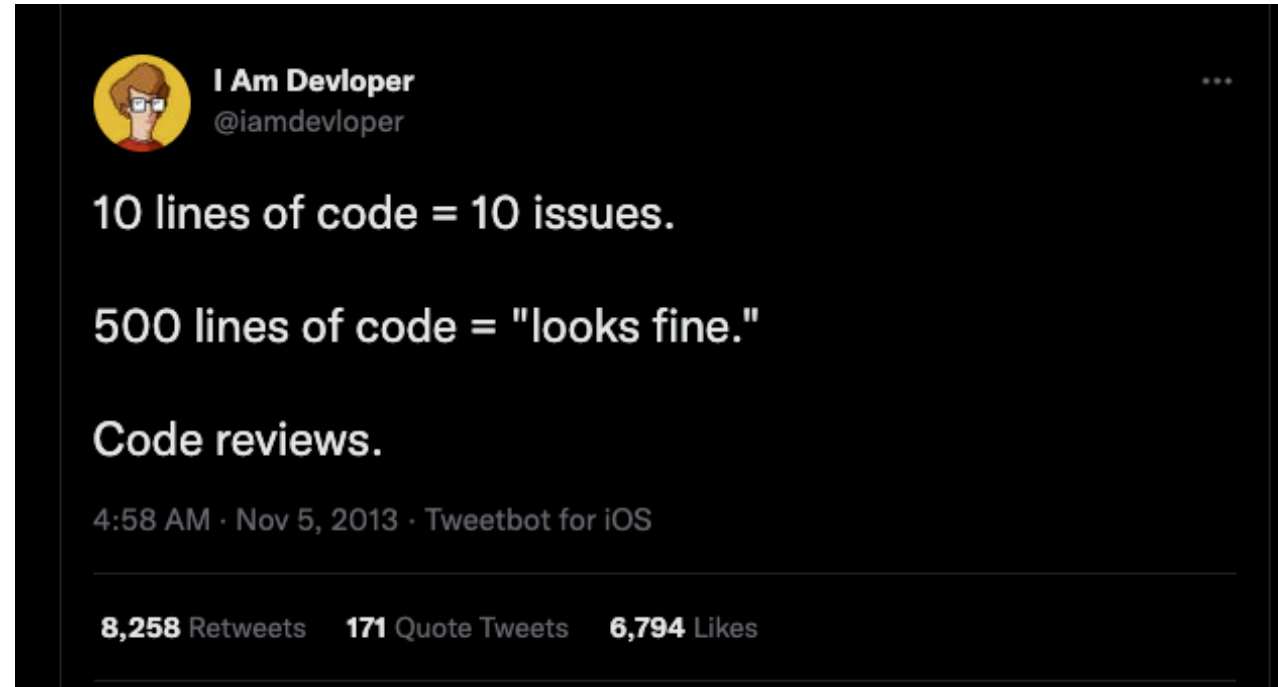 I Am Devloper
@iamdevloper
10 lines of code = 10 issues.
500 lines of code = "looks fine."
Code reviews.
4:58 AM · Nov 5, 2013 · Tweetbot for iOS
8,258 Retweets 171 Quote Tweets 6,794 Likes